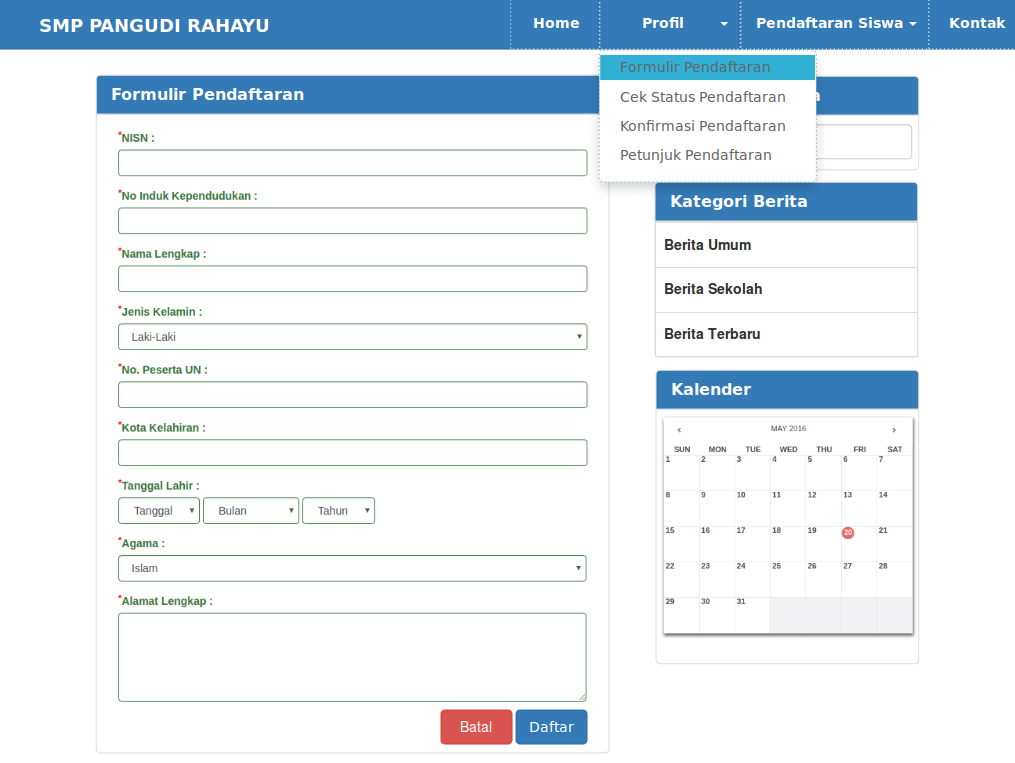 SMP PANGUDI RAHAYU
Home
Profil
Pendaftaran Siswa
Kontak
Formulir Pendaftaran
Cek Status Pendaftaran
Konfirmasi Pendaftaran
Petunjuk Pendaftaran
Formulir Pendaftaran
*NISN :
*No Induk Kependudukan :
*Nama Lengkap :
*Jenis Kelamin :
Laki-Laki
*No. Peserta UN :
*Kota Kelahiran :
*Tanggal Lahir :
Tanggal Bulan Tahun
*Agama :
Islam
*Alamat Lengkap :
Batal Daftar
Kategori Berita
Berita Umum
Berita Sekolah
Berita Terbaru
Kalender
‹ MAY 2016 ›
SUN MON TUE WED THU FRI SAT
1 2 3 4 5 6 7
8 9 10 11 12 13 14
15 16 17 18 19 20 21
22 23 24 25 26 27 28
29 30 31